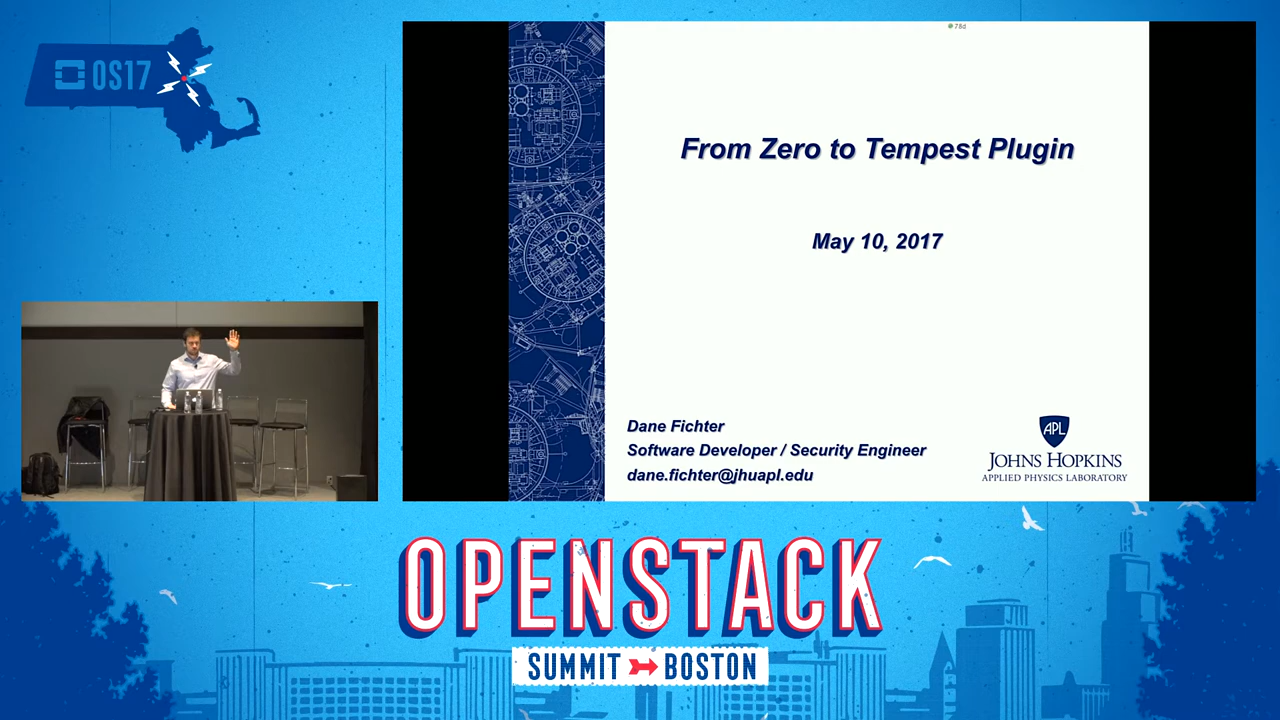 OS17
From Zero to Tempest Plugin
May 10, 2017
Dane Fichter
Software Developer / Security Engineer
dane.fichter@jhuapl.edu
APL
JOHNS HOPKINS
APPLIED PHYSICS LABORATORY
OPENSTACK
SUMMIT BOSTON